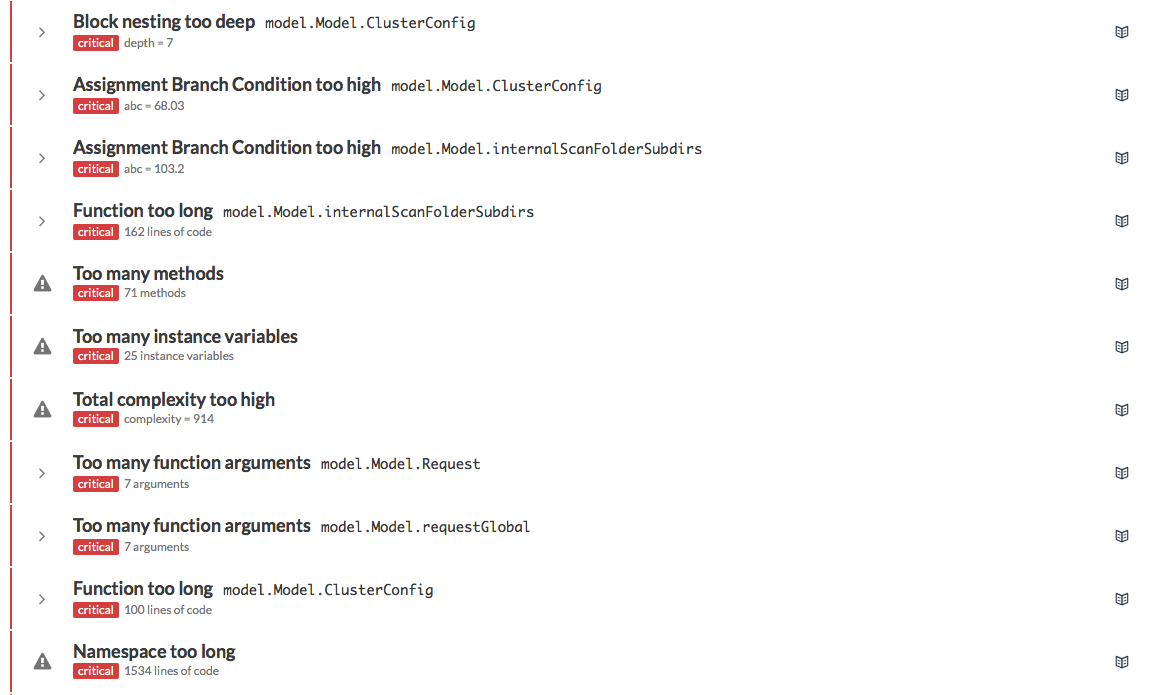 Block nesting too deep model.Model.ClusterConfig
critical depth = 7
Assignment Branch Condition too high model.Model.ClusterConfig
critical abc = 68.03
Assignment Branch Condition too high model.Model.internalScanFolderSubdirs
critical abc = 103.2
Function too long model.Model.internalScanFolderSubdirs
critical 162 lines of code
Too many methods
critical 71 methods
Too many instance variables
critical 25 instance variables
Total complexity too high
critical complexity = 914
Too many function arguments model.Model.Request
critical 7 arguments
Too many function arguments model.Model.requestGlobal
critical 7 arguments
Function too long model.Model.ClusterConfig
critical 100 lines of code
Namespace too long
critical 1534 lines of code